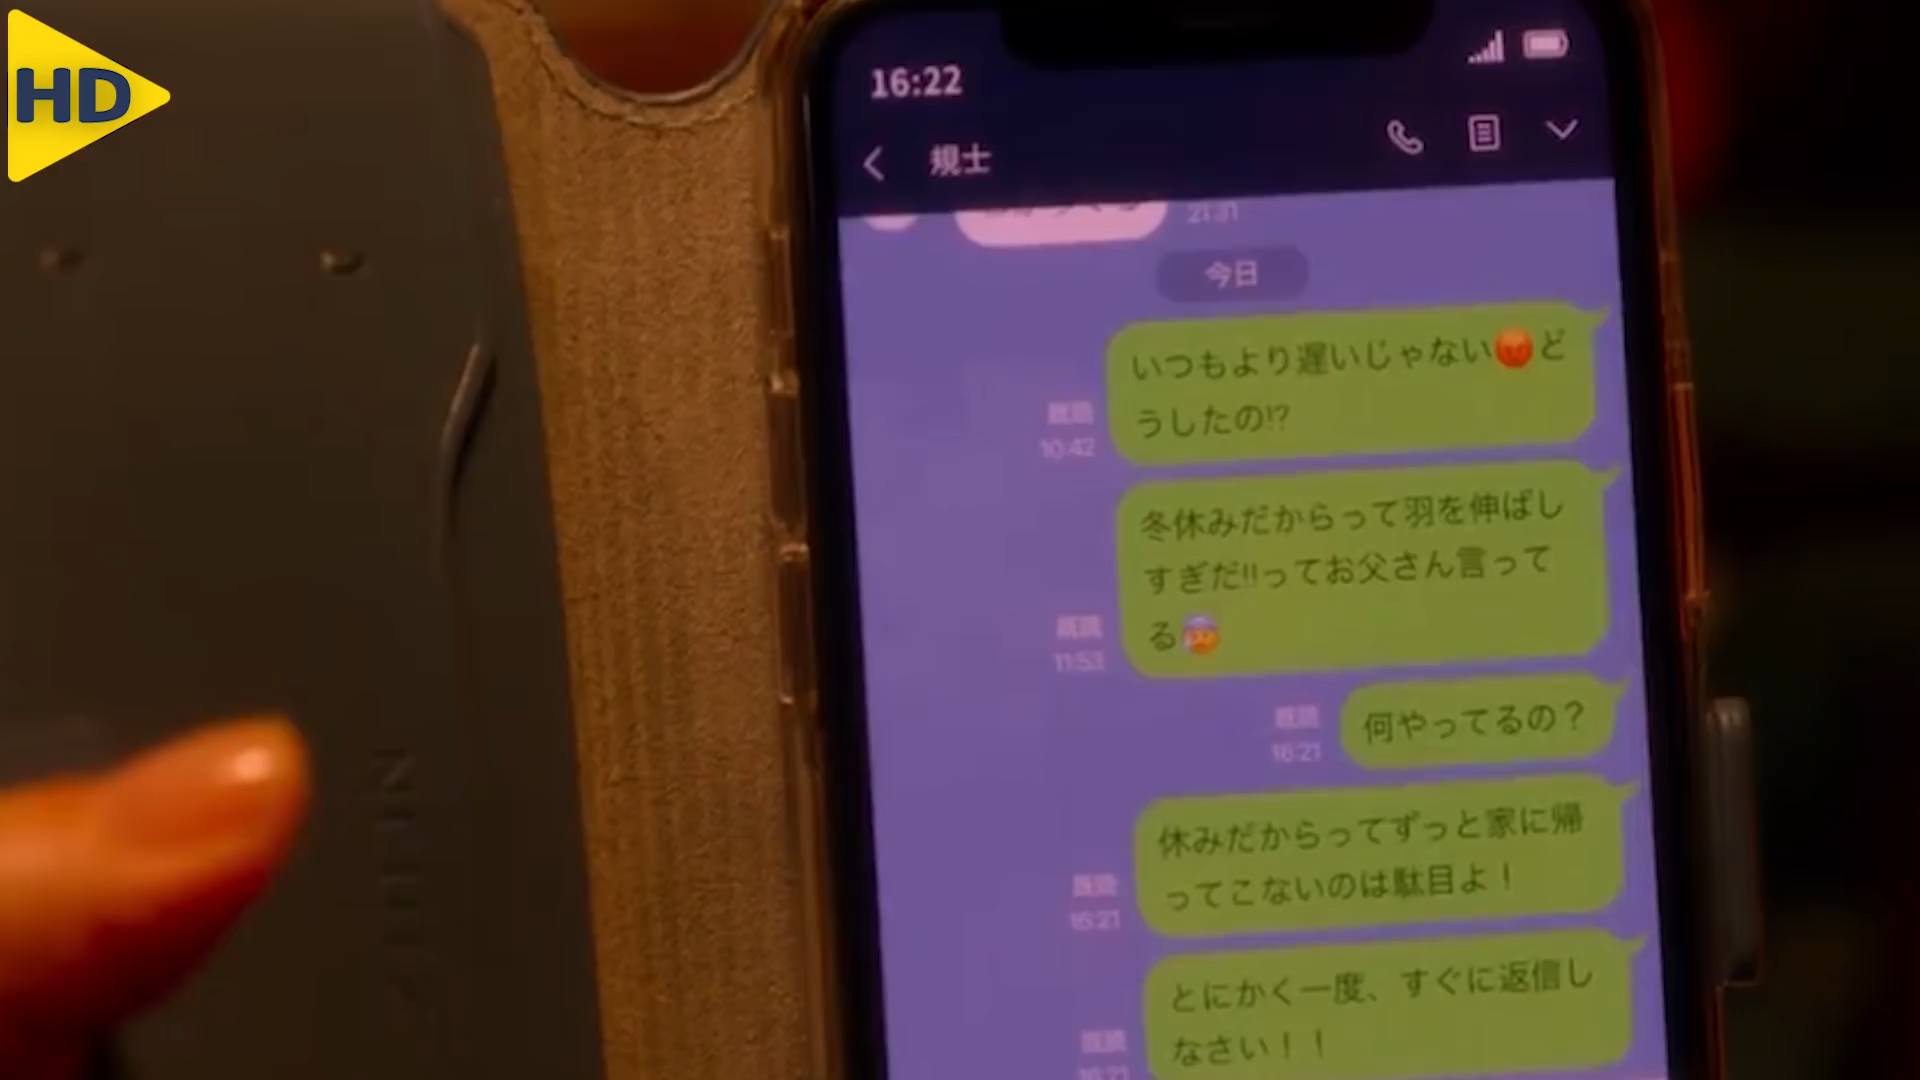 HD
16:22
規士
21:31
今日
いつもより遅いじゃない😡ど
うしたの!?
既読
10:42
冬休みだからって羽を伸ばし
すぎだ!!ってお父さん言って
る😰
既読
11:53
何やってるの？
既読
16:21
休みだからってずっと家に帰
ってこないのは駄目よ！
既読
16:21
とにかく一度、すぐに返信し
なさい！！
既読
16:21